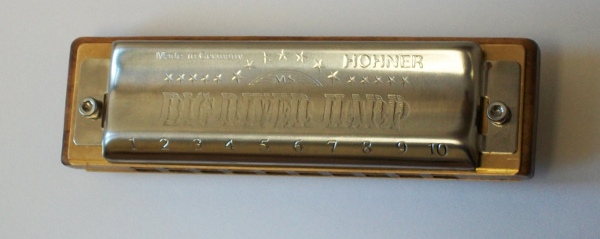 Made in Germany HOHNER
MS
BIG RIVER HARP
1 2 3 4 5 6 7 8 9 10